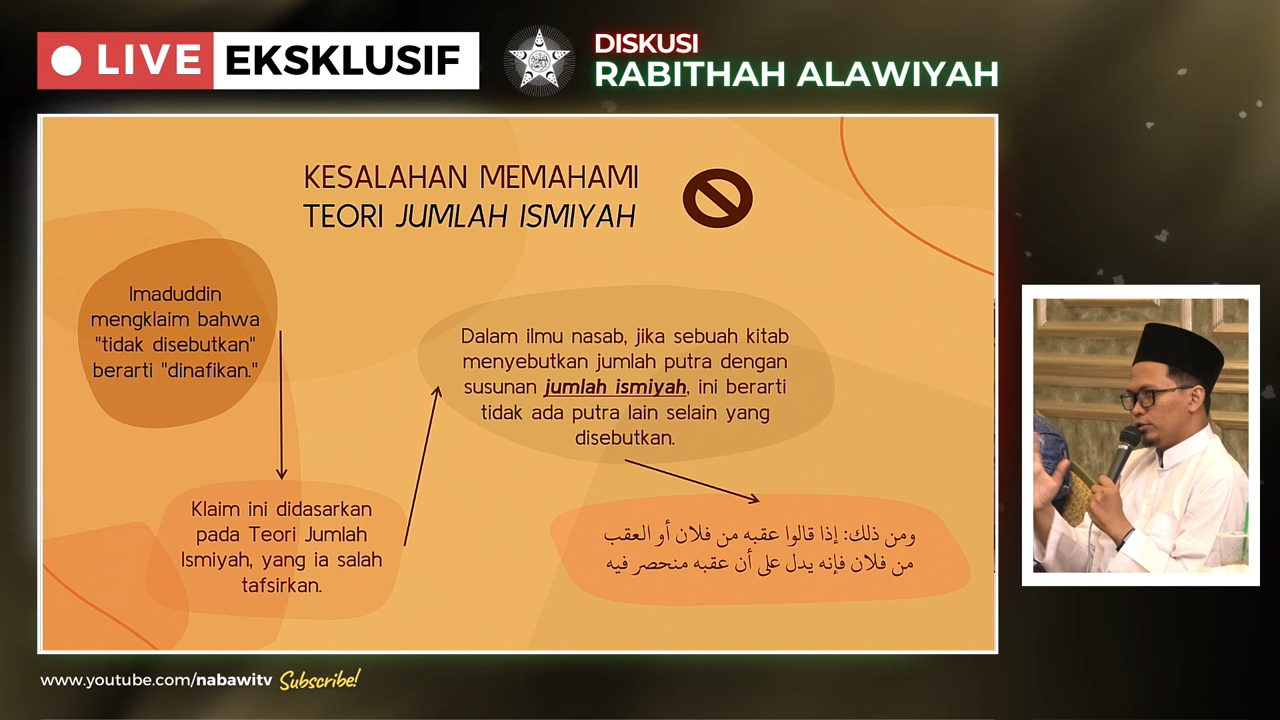 LIVE EKSKLUSIF
DISKUSI
RABITHAH ALAWIYAH
KESALAHAN MEMAHAMI
TEORI JUMLAH ISMIYAH
Imaduddin
mengklaim bahwa
"tidak disebutkan"
berarti "dinafikan."
Klaim ini didasarkan
pada Teori Jumlah
Ismiyah, yang ia salah
tafsirkan.
Dalam ilmu nasab, jika sebuah kitab
menyebutkan jumlah putra dengan
susunan jumlah ismiyah, ini berarti
tidak ada putra lain selain yang
disebutkan.
ومن ذلك: إذا قالوا عقبه من فلان أو العقب
من فلان فإنه يدل على أن عقبه منحصر فيه
www.youtube.com/nabawitv Subscribe!